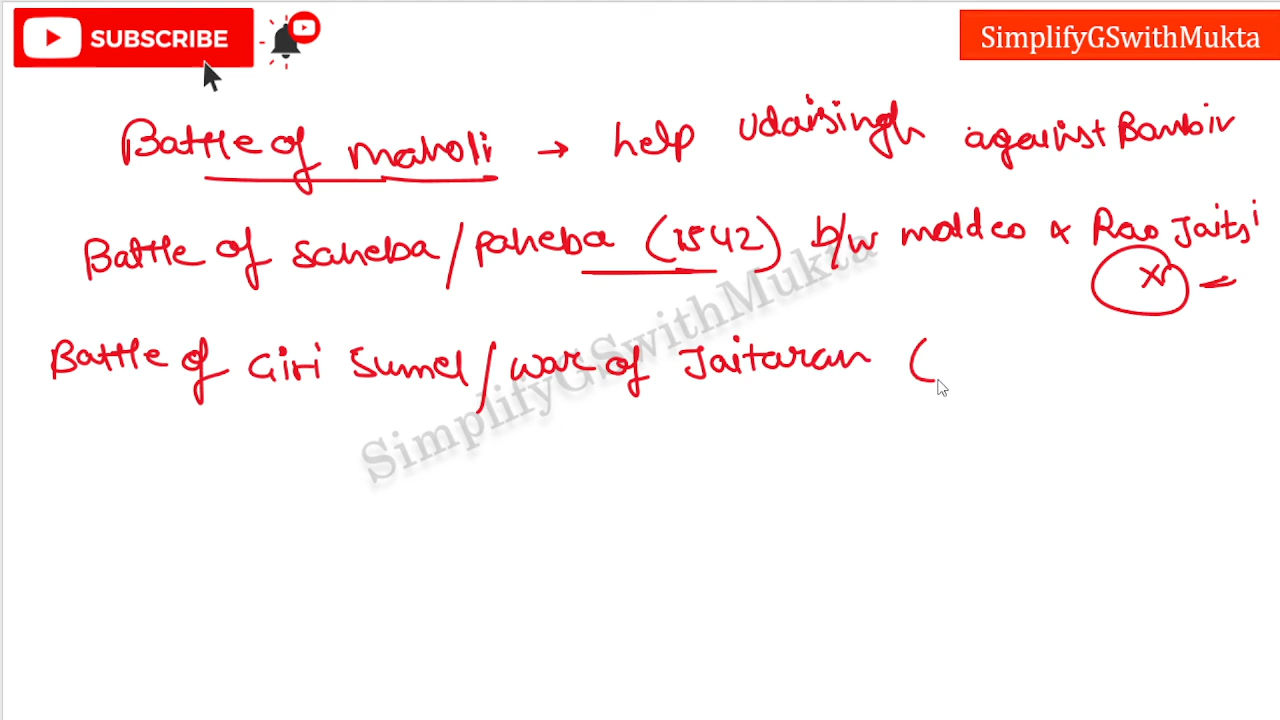 SUBSCRIBE
SimplifyGSwithMukta
Battle of maholi → help Udaisingh against Banbir
Battle of saheba / paheba (1542) b/w maldeo & Rao Jaitsi
x
Battle of Giri Sumel / war of Jaitaran (
SimplifyGSwithMukta